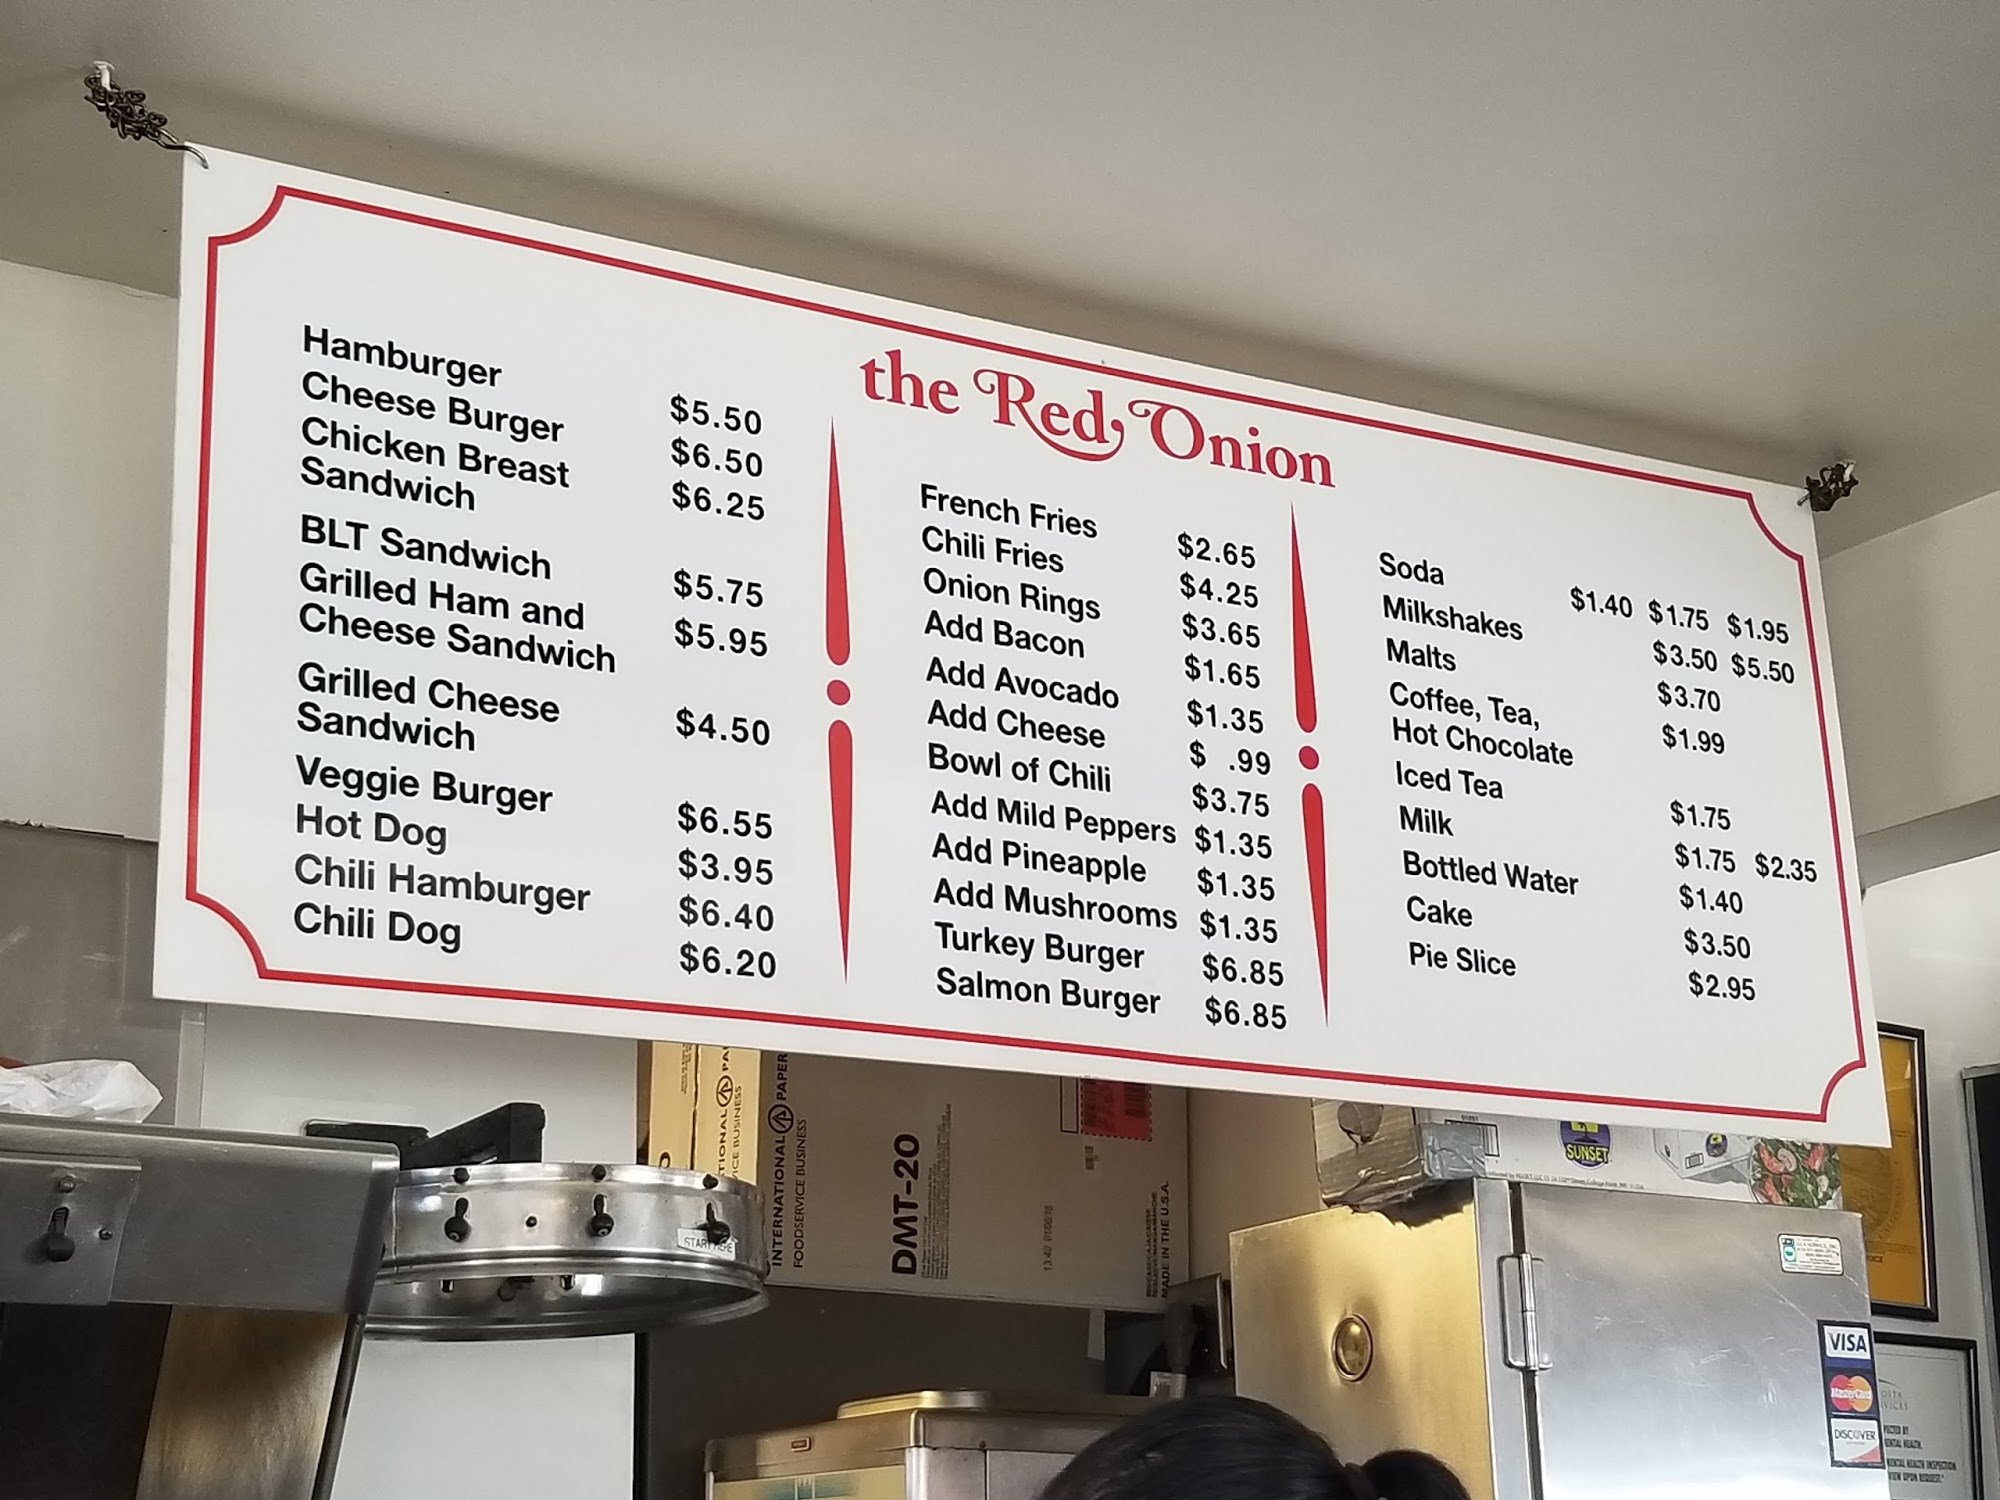 the Red Onion
Hamburger $5.50
Cheese Burger $6.50
Chicken Breast $6.25
Sandwich
BLT Sandwich $5.75
Grilled Ham and $5.95
Cheese Sandwich
Grilled Cheese $4.50
Sandwich
Veggie Burger $6.55
Hot Dog $3.95
Chili Hamburger $6.40
Chili Dog $6.20
French Fries $2.65
Chili Fries $4.25
Onion Rings $3.65
Add Bacon $1.65
Add Avocado $1.35
Add Cheese $ .99
Bowl of Chili $3.75
Add Mild Peppers $1.35
Add Pineapple $1.35
Add Mushrooms $1.35
Turkey Burger $6.85
Salmon Burger $6.85
Soda $1.40 $1.75 $1.95
Milkshakes $3.50 $5.50
Malts $3.70
Coffee, Tea, $1.99
Hot Chocolate
Iced Tea $1.75
Milk $1.75 $2.35
Bottled Water $1.40
Cake $3.50
Pie Slice $2.95
INTERNATIONAL PAPER
FOODSERVICE BUSINESS
DMT-20
MADE IN THE U.S.A.
START HERE
SUNSET
VISA
MasterCard
DISCOVER